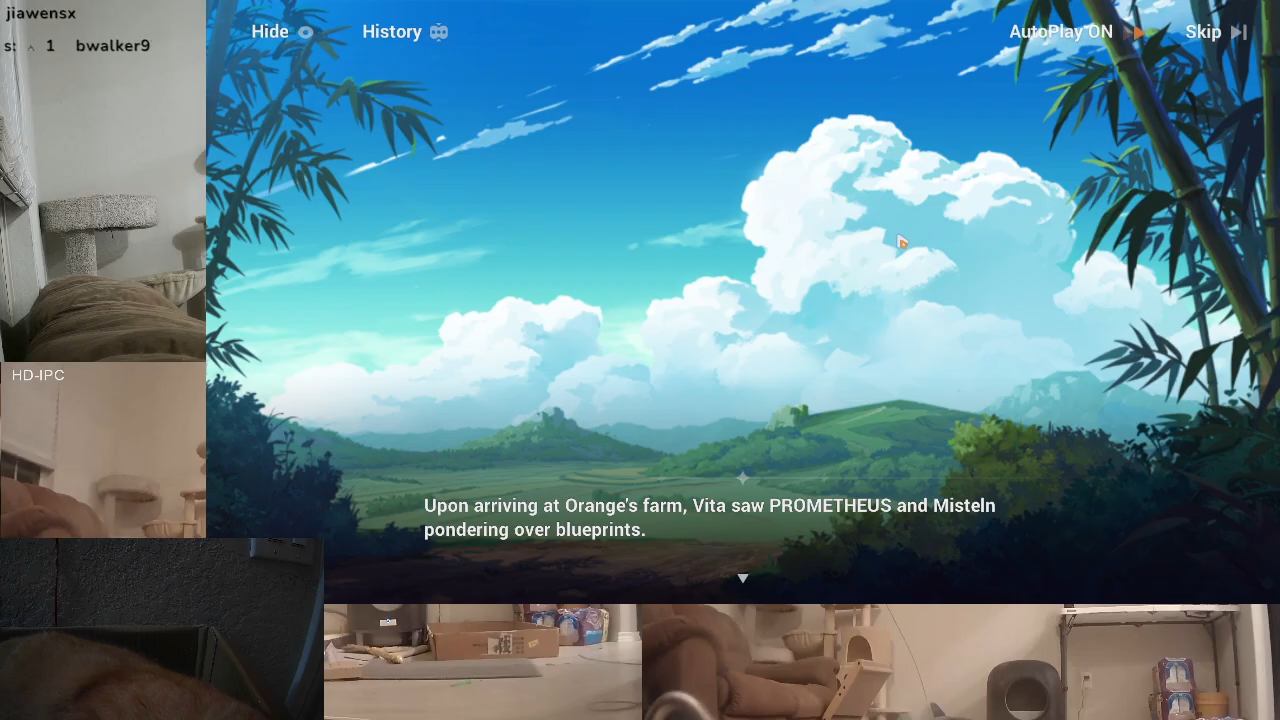 jiawensx
s: ^ 1 bwalker9
Hide
History
AutoPlay ON
Skip
HD-IPC
Upon arriving at Orange's farm, Vita saw PROMETHEUS and Misteln
pondering over blueprints.